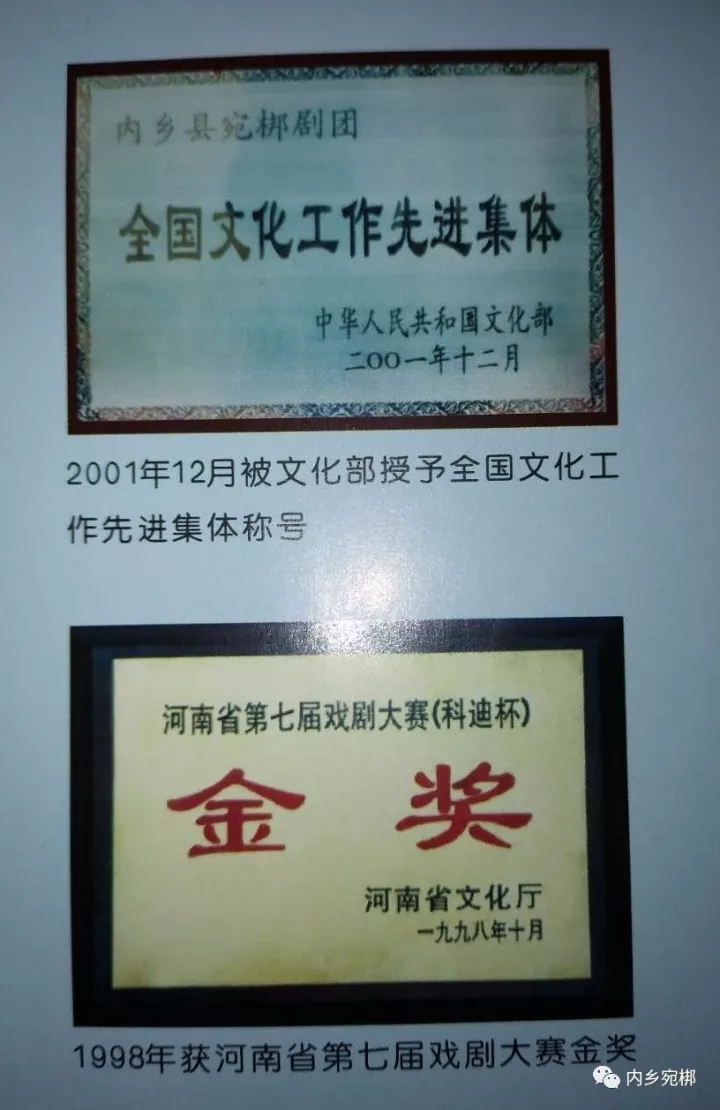 内乡县宛梆剧团
全国文化工作先进集体
中华人民共和国文化部
二〇〇一年十二月
2001年12月被文化部授予全国文化工
作先进集体称号
河南省第七届戏剧大赛(科迪杯)
金 奖
河南省文化厅
一九九八年十月
1998年获河南省第七届戏剧大赛金奖
内乡宛梆